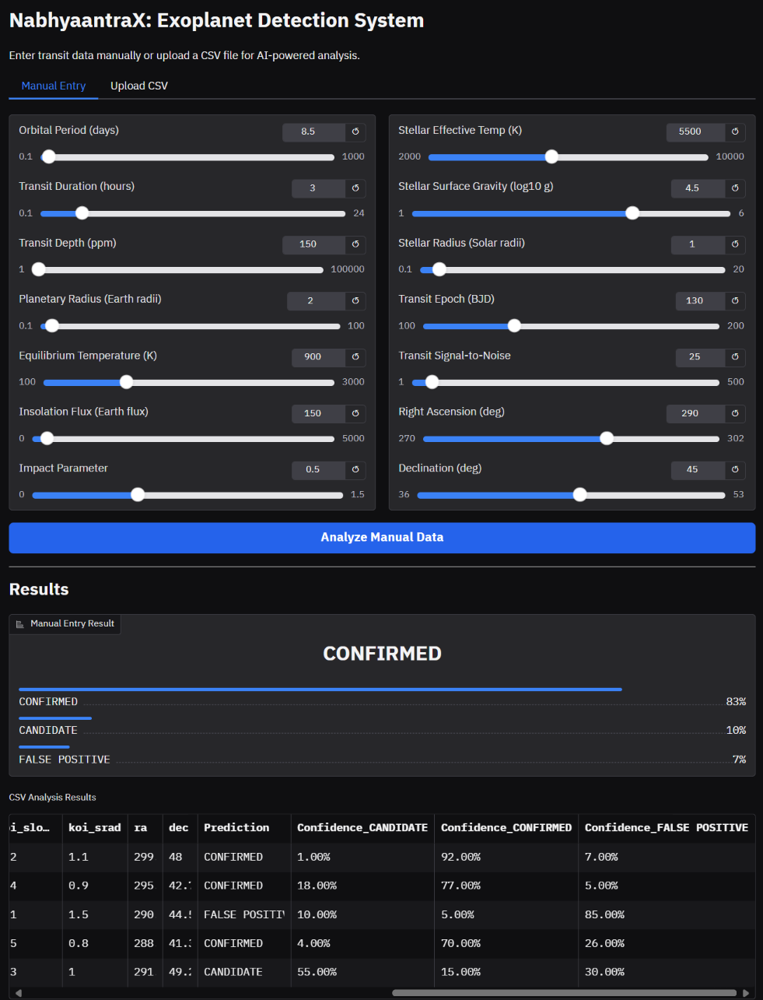 NabhyaantraX: Exoplanet Detection System
Enter transit data manually or upload a CSV file for AI-powered analysis.
Manual Entry Upload CSV
Orbital Period (days) 8.5
0.1 1000
Transit Duration (hours) 3
0.1 24
Transit Depth (ppm) 150
1 100000
Planetary Radius (Earth radii) 2
0.1 100
Equilibrium Temperature (K) 900
100 3000
Insolation Flux (Earth flux) 150
0 5000
Impact Parameter 0.5
0 1.5
Stellar Effective Temp (K) 5500
2000 10000
Stellar Surface Gravity (log10 g) 4.5
1 6
Stellar Radius (Solar radii) 1
0.1 20
Transit Epoch (BJD) 130
100 200
Transit Signal-to-Noise 25
1 500
Right Ascension (deg) 290
270 302
Declination (deg) 45
36 53
Analyze Manual Data
Results
Manual Entry Result
CONFIRMED
CONFIRMED 83%
CANDIDATE 10%
FALSE POSITIVE 7%
CSV Analysis Results
i_slo… koi_srad ra dec Prediction Confidence_CANDIDATE Confidence_CONFIRMED Confidence_FALSE POSITIVE
2 1.1 299 48 CONFIRMED 1.00% 92.00% 7.00%
4 0.9 295 42. CONFIRMED 18.00% 77.00% 5.00%
1 1.5 290 44. FALSE POSITI 10.00% 5.00% 85.00%
5 0.8 288 41. CONFIRMED 4.00% 70.00% 26.00%
3 1 291 49. CANDIDATE 55.00% 15.00% 30.00%